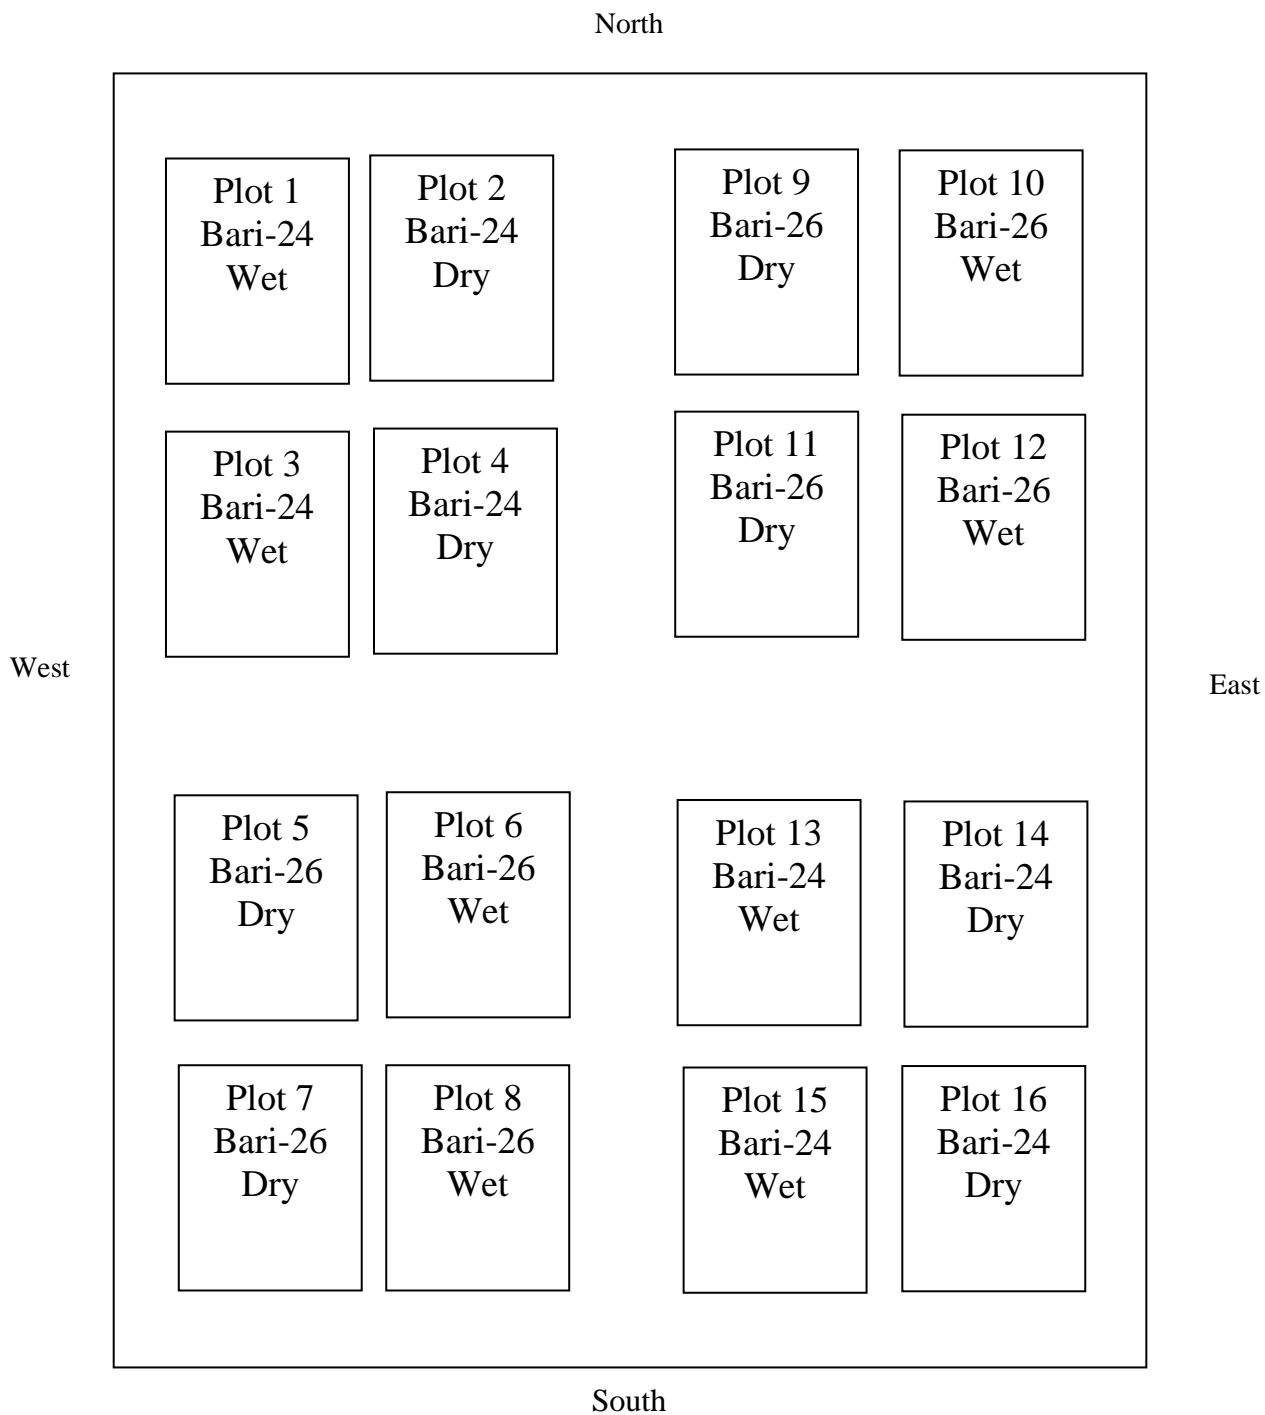 North
Plot 1
Bari-24
Wet
Plot 2
Bari-24
Dry
Plot 9
Bari-26
Dry
Plot 10
Bari-26
Wet
Plot 3
Bari-24
Wet
Plot 4
Bari-24
Dry
Plot 11
Bari-26
Dry
Plot 12
Bari-26
Wet
West
East
Plot 5
Bari-26
Dry
Plot 6
Bari-26
Wet
Plot 13
Bari-24
Wet
Plot 14
Bari-24
Dry
Plot 7
Bari-26
Dry
Plot 8
Bari-26
Wet
Plot 15
Bari-24
Wet
Plot 16
Bari-24
Dry
South